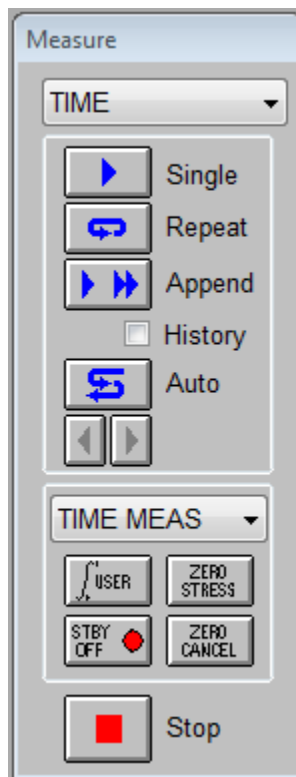 Measure
TIME
Single
Repeat
Append
History
Auto
TIME MEAS
USER
ZERO
STRESS
STBY
OFF
ZERO
CANCEL
Stop